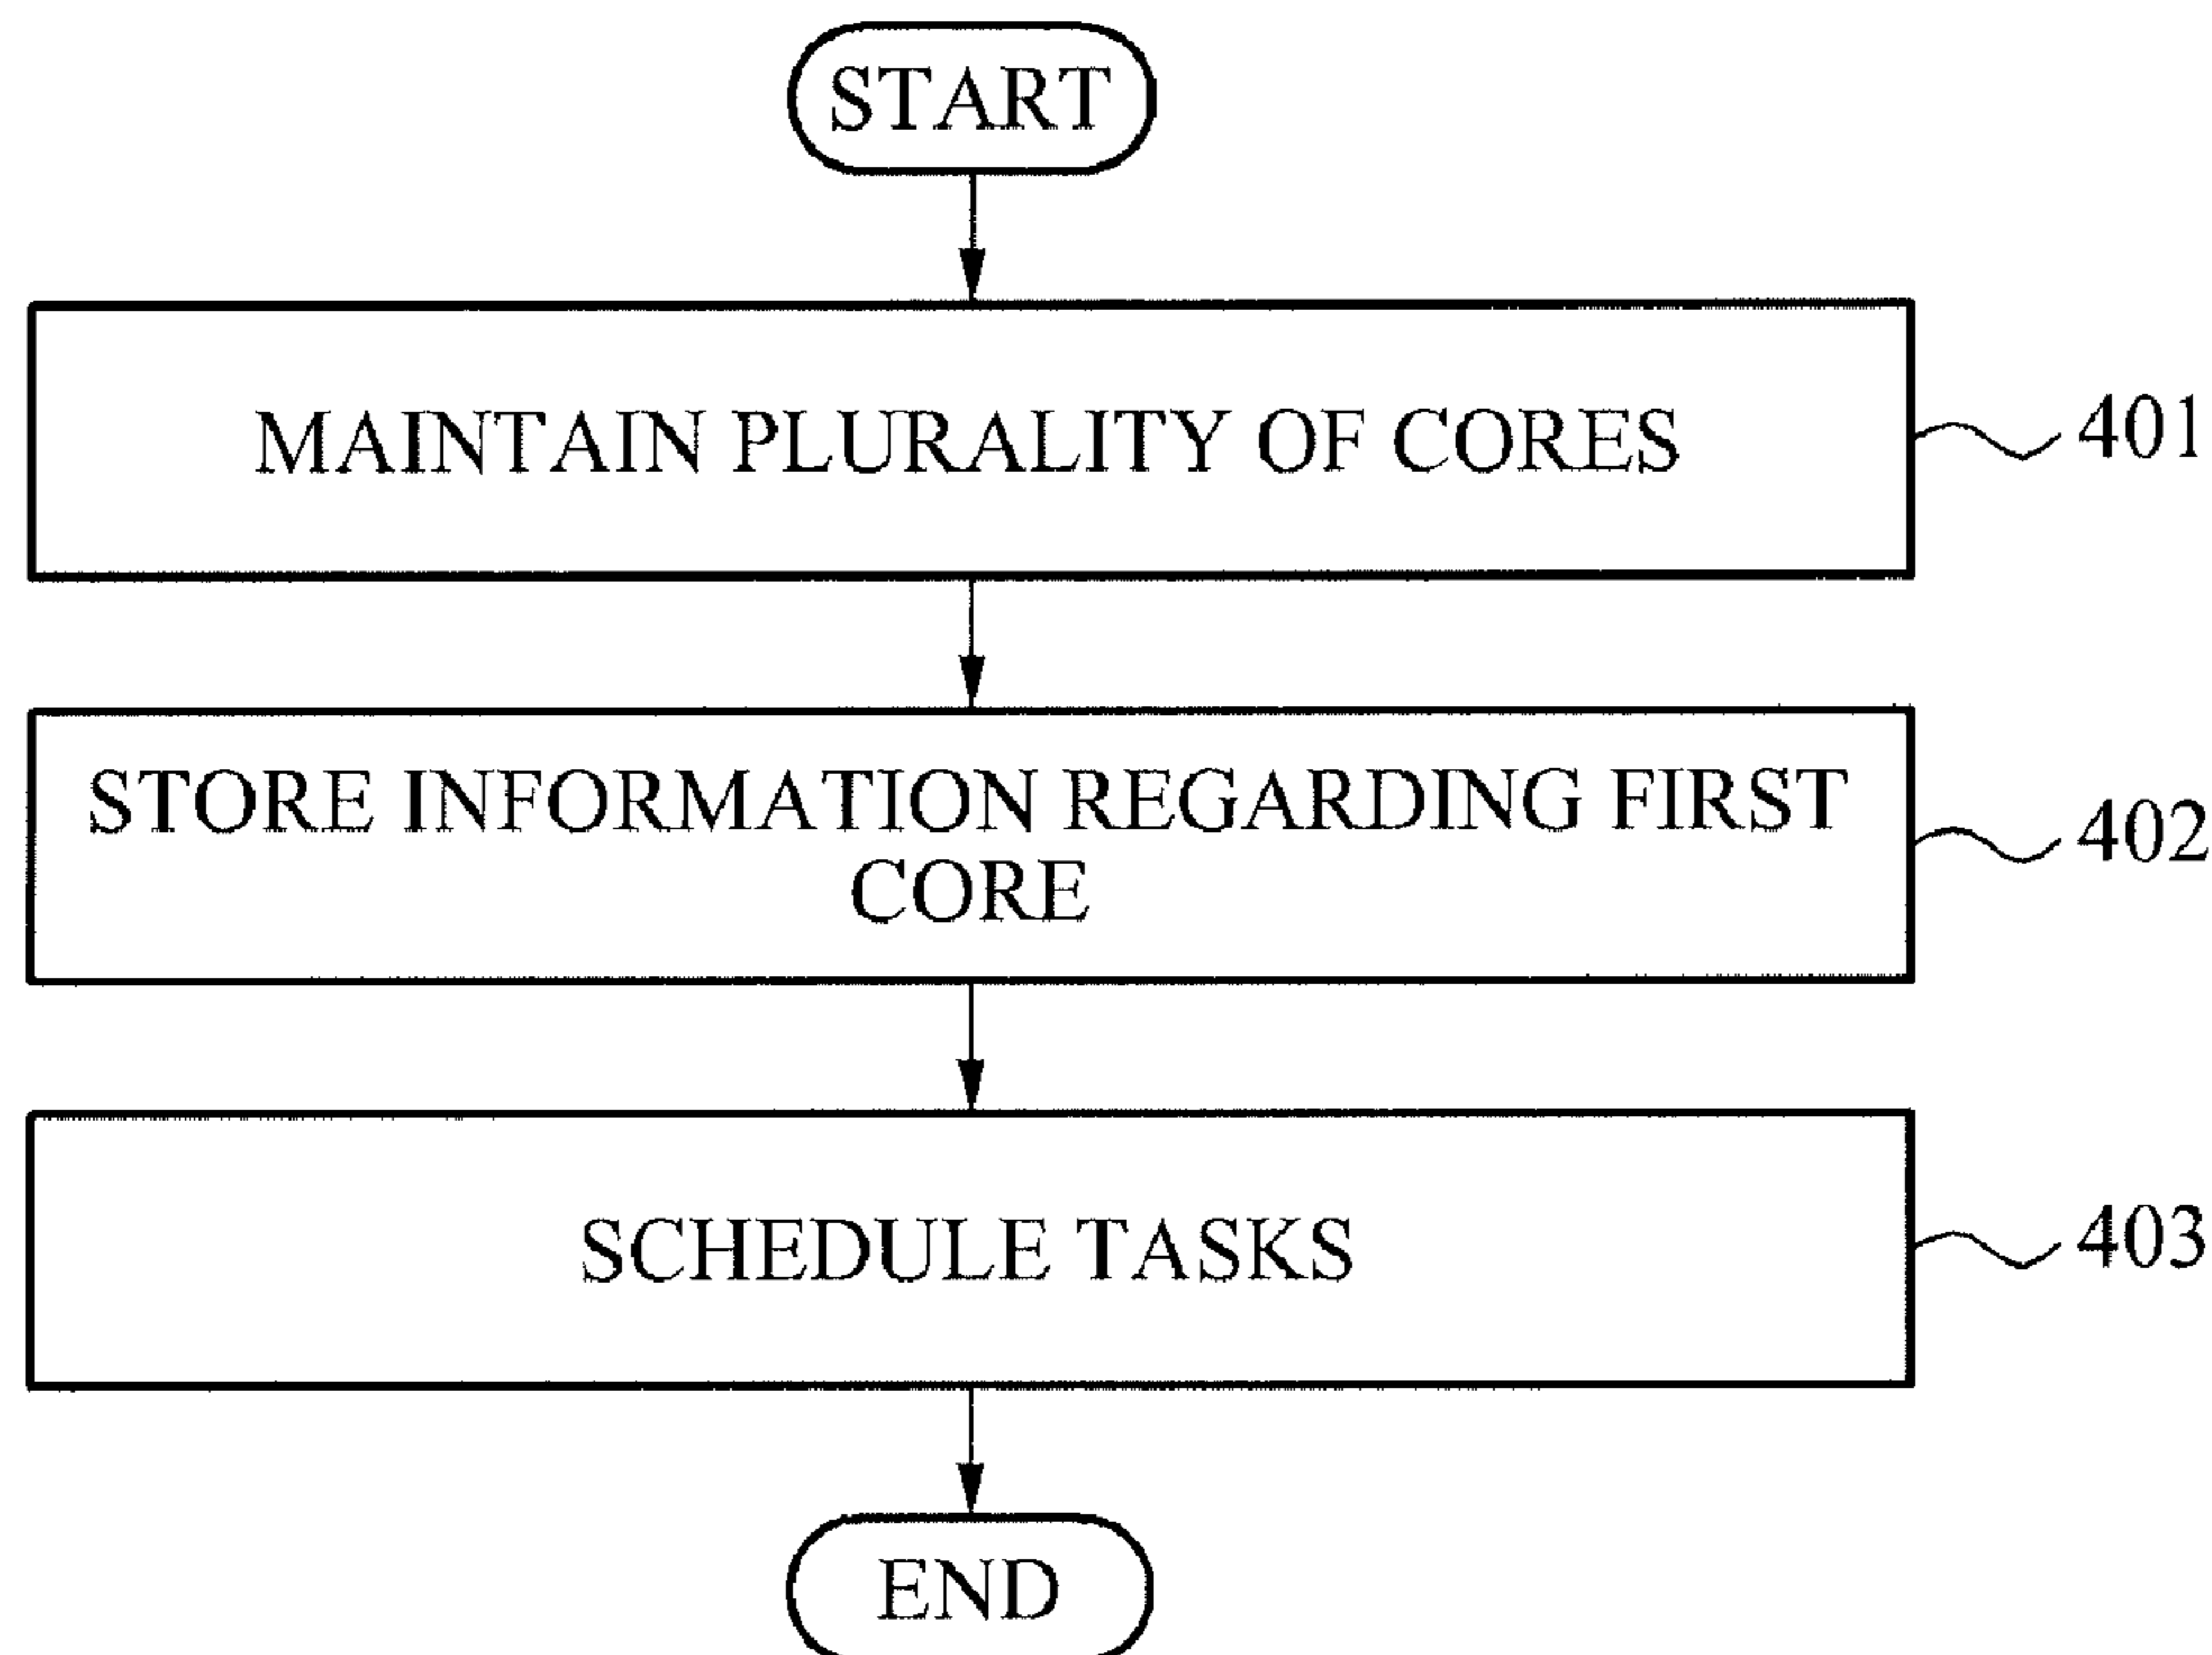 START
MAINTAIN PLURALITY OF CORES
401
STORE INFORMATION REGARDING FIRST
CORE
402
SCHEDULE TASKS
403
END